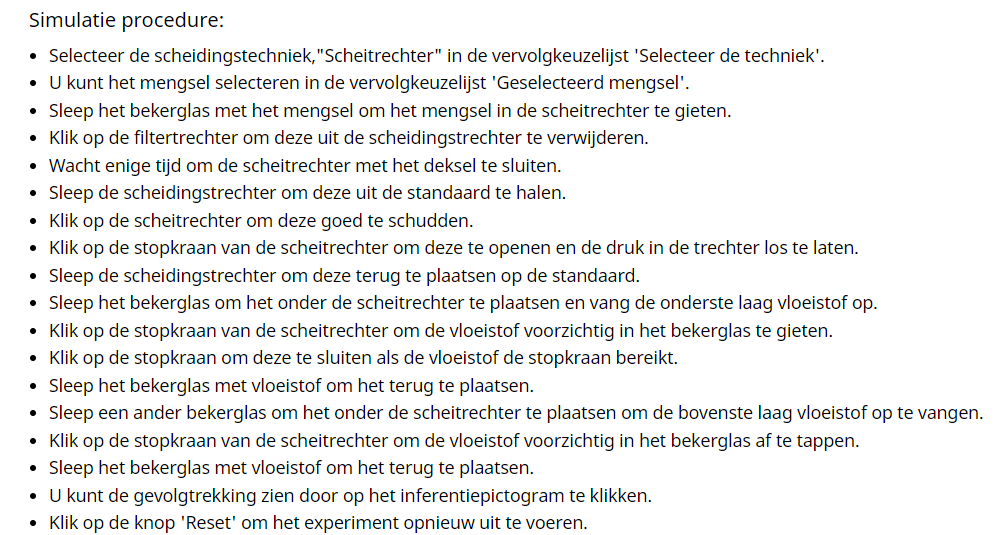 Simulatie procedure:
• Selecteer de scheidingstechniek,"Scheitrechter" in de vervolgkeuzelijst 'Selecteer de techniek'.
• U kunt het mengsel selecteren in de vervolgkeuzelijst 'Geselecteerd mengsel'.
• Sleep het bekerglas met het mengsel om het mengsel in de scheitrechter te gieten.
• Klik op de filtertrechter om deze uit de scheidingstrechter te verwijderen.
• Wacht enige tijd om de scheitrechter met het deksel te sluiten.
• Sleep de scheidingstrechter om deze uit de standaard te halen.
• Klik op de scheitrechter om deze goed te schudden.
• Klik op de stopkraan van de scheitrechter om deze te openen en de druk in de trechter los te laten.
• Sleep de scheidingstrechter om deze terug te plaatsen op de standaard.
• Sleep het bekerglas om het onder de scheitrechter te plaatsen en vang de onderste laag vloeistof op.
• Klik op de stopkraan van de scheitrechter om de vloeistof voorzichtig in het bekerglas te gieten.
• Klik op de stopkraan om deze te sluiten als de vloeistof de stopkraan bereikt.
• Sleep het bekerglas met vloeistof om het terug te plaatsen.
• Sleep een ander bekerglas om het onder de scheitrechter te plaatsen om de bovenste laag vloeistof op te vangen.
• Klik op de stopkraan van de scheitrechter om de vloeistof voorzichtig in het bekerglas af te tappen.
• Sleep het bekerglas met vloeistof om het terug te plaatsen.
• U kunt de gevolgtrekking zien door op het inferentiepictogram te klikken.
• Klik op de knop 'Reset' om het experiment opnieuw uit te voeren.